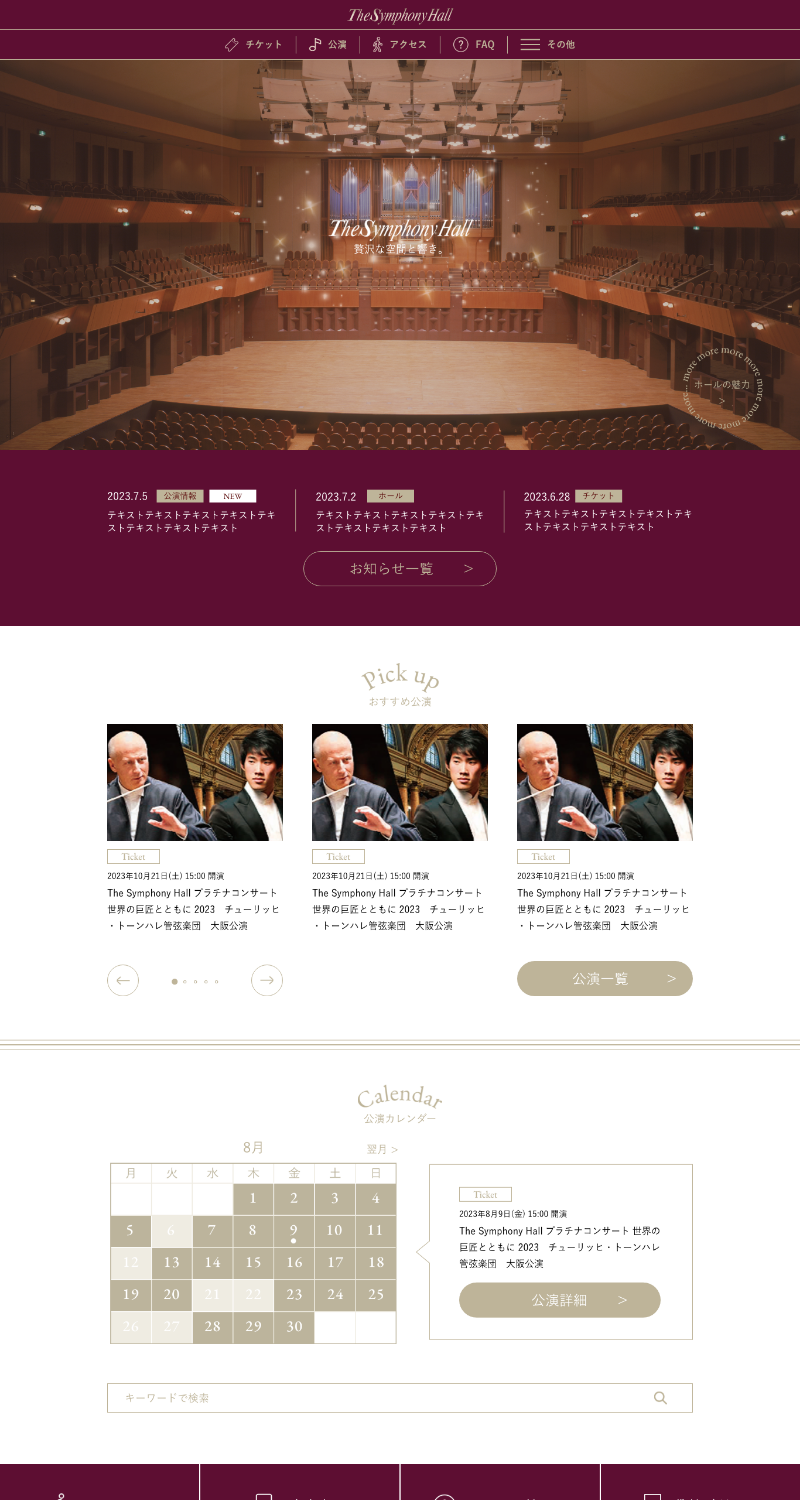 The Symphony Hall
チケット
公演
アクセス
FAQ
その他
The Symphony Hall
贅沢な空間と響き。
more more more more more more more more more...
ホールの魅力
>
2023.7.5 公演情報 NEW
テキストテキストテキストテキストテキ
ストテキストテキストテキスト
2023.7.2 ホール
テキストテキストテキストテキストテキ
ストテキストテキストテキスト
2023.6.28 チケット
テキストテキストテキストテキストテキ
ストテキストテキストテキスト
お知らせ一覧 >
Pick up
おすすめ公演
Ticket
2023年10月21日(土) 15:00 開演
The Symphony Hall プラチナコンサート
世界の巨匠とともに 2023　チューリッヒ
・トーンハレ管弦楽団　大阪公演
Ticket
2023年10月21日(土) 15:00 開演
The Symphony Hall プラチナコンサート
世界の巨匠とともに 2023　チューリッヒ
・トーンハレ管弦楽団　大阪公演
Ticket
2023年10月21日(土) 15:00 開演
The Symphony Hall プラチナコンサート
世界の巨匠とともに 2023　チューリッヒ
・トーンハレ管弦楽団　大阪公演
公演一覧 >
Calendar
公演カレンダー
8月
翌月 >
月 火 水 木 金 土 日
1 2 3 4
5 6 7 8 9 10 11
12 13 14 15 16 17 18
19 20 21 22 23 24 25
26 27 28 29 30
Ticket
2023年8月9日(金) 15:00 開演
The Symphony Hall プラチナコンサート 世界の
巨匠とともに 2023　チューリッヒ・トーンハレ
管弦楽団　大阪公演
公演詳細 >
キーワードで検索